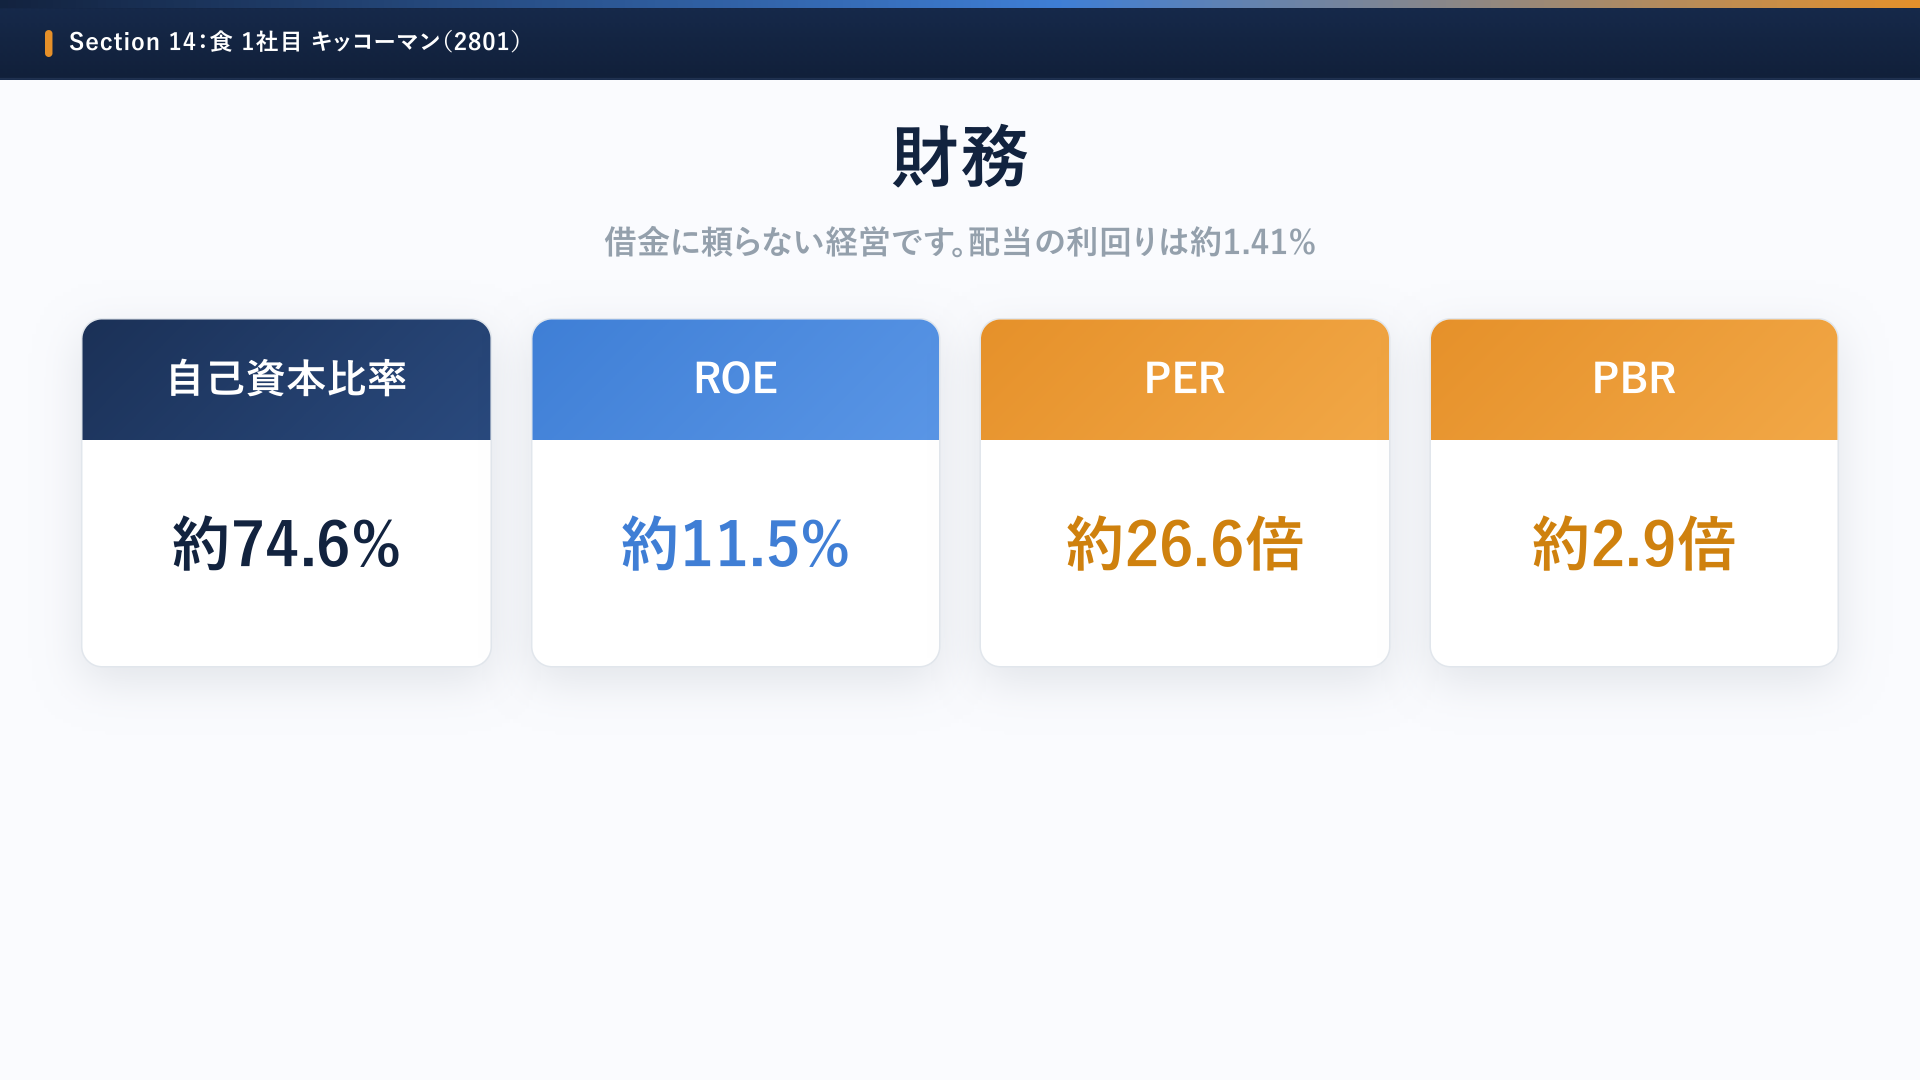 Section 14：食 1社目 キッコーマン（2801）
財務
借金に頼らない経営です。配当の利回りは約1.41%
自己資本比率
約74.6%
ROE
約11.5%
PER
約26.6倍
PBR
約2.9倍